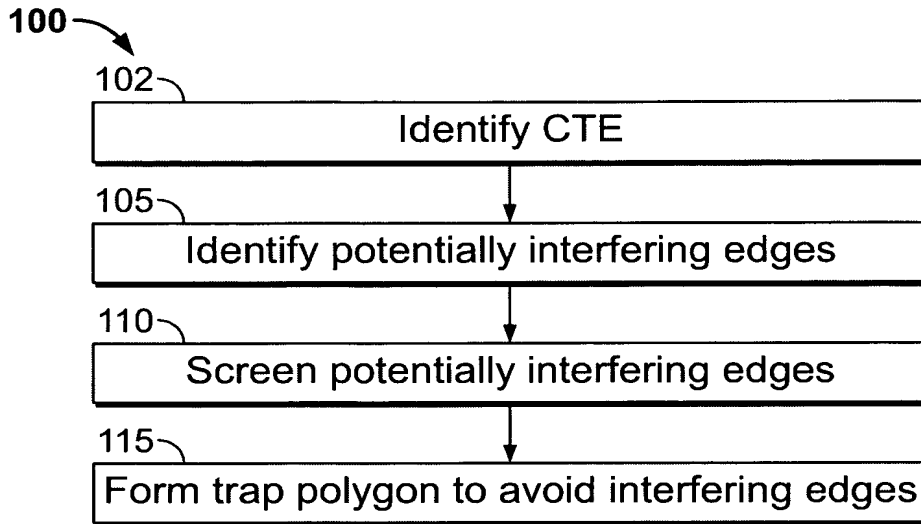 100
102
Identify CTE
105
Identify potentially interfering edges
110
Screen potentially interfering edges
115
Form trap polygon to avoid interfering edges